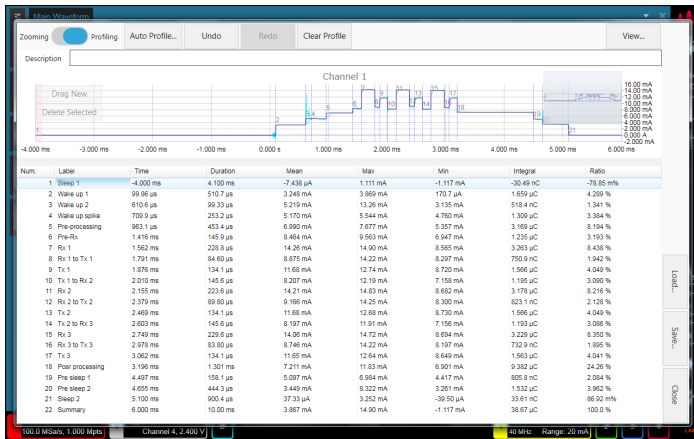 Main Waveform
Zooming Profiling Auto Profile... Undo Redo Clear Profile View...
Description
Channel 1
Drag New
Delete Selected
16.00 mA
12.00 mA
10.00 mA
8.000 mA
6.000 mA
4.000 mA
2.000 mA
0.000 A
-2.000 mA
-4.000 ms -3.000 ms -2.000 ms -1.000 ms 0.000 s 1.000 ms 2.000 ms 3.000 ms 4.000 ms 5.000 ms 6.000 ms
Num. Label Time Duration Mean Max Min Integral Ratio
1 Sleep 1 -4.000 ms 4.100 ms -7.438 µA 1.111 mA -1.117 mA -30.49 nC -78.85 m%
2 Wake up 1 99.86 µs 510.7 µs 3.248 mA 3.869 mA 170.7 µA 1.659 µC 4.289 %
3 Wake up 2 610.6 µs 99.33 µs 5.219 mA 13.26 mA 3.135 mA 518.4 nC 1.341 %
4 Wake up spike 709.9 µs 253.2 µs 5.170 mA 5.544 mA 4.760 mA 1.309 µC 3.384 %
5 Pre-processing 963.1 µs 453.4 µs 6.990 mA 7.677 mA 5.357 mA 3.169 µC 8.194 %
6 Pre-Rx 1.416 ms 145.9 µs 8.464 mA 9.563 mA 6.947 mA 1.235 µC 3.193 %
7 Rx 1 1.562 ms 228.8 µs 14.26 mA 14.90 mA 8.565 mA 3.263 µC 8.438 %
8 Rx 1 to Tx 1 1.791 ms 84.60 µs 8.875 mA 14.22 mA 8.297 mA 750.9 nC 1.942 %
9 Tx 1 1.876 ms 134.1 µs 11.68 mA 12.74 mA 8.720 mA 1.566 µC 4.049 %
10 Tx 1 to Rx 2 2.010 ms 145.6 µs 8.207 mA 12.19 mA 7.158 mA 1.195 µC 3.090 %
11 Rx 2 2.155 ms 223.6 µs 14.21 mA 14.83 mA 8.682 mA 3.178 µC 8.216 %
12 Rx 2 to Tx 2 2.379 ms 89.80 µs 9.166 mA 14.25 mA 8.300 mA 823.1 nC 2.128 %
13 Tx 2 2.469 ms 134.1 µs 11.68 mA 12.68 mA 8.730 mA 1.566 µC 4.049 %
14 Tx 2 to Rx 3 2.603 ms 145.6 µs 8.197 mA 11.91 mA 7.156 mA 1.193 µC 3.086 %
15 Rx 3 2.749 ms 229.6 µs 14.06 mA 14.72 mA 8.694 mA 3.229 µC 8.350 %
16 Rx 3 to Tx 3 2.978 ms 83.80 µs 8.746 mA 14.22 mA 8.197 mA 732.9 nC 1.895 %
17 Tx 3 3.062 ms 134.1 µs 11.65 mA 12.64 mA 8.649 mA 1.563 µC 4.041 %
18 Posr processing 3.196 ms 1.301 ms 7.211 mA 11.83 mA 6.901 mA 9.382 µC 24.26 %
19 Pre sleep 1 4.497 ms 158.1 µs 5.097 mA 6.984 mA 4.417 mA 805.8 nC 2.084 %
20 Pre sleep 2 4.655 ms 444.3 µs 3.449 mA 8.322 mA 3.261 mA 1.532 µC 3.962 %
21 Sleep 2 5.100 ms 900.4 µs 37.33 µA 3.252 mA -39.50 µA 33.61 nC 86.92 m%
22 Summary 6.000 ms 10.00 ms 3.867 mA 14.90 mA -1.117 mA 38.67 µC 100.0 %
Load...
Save...
Close
100.0 MSa/s, 1.000 Mpts Channel 4, 2.400 V 40 MHz Range: 20 mA